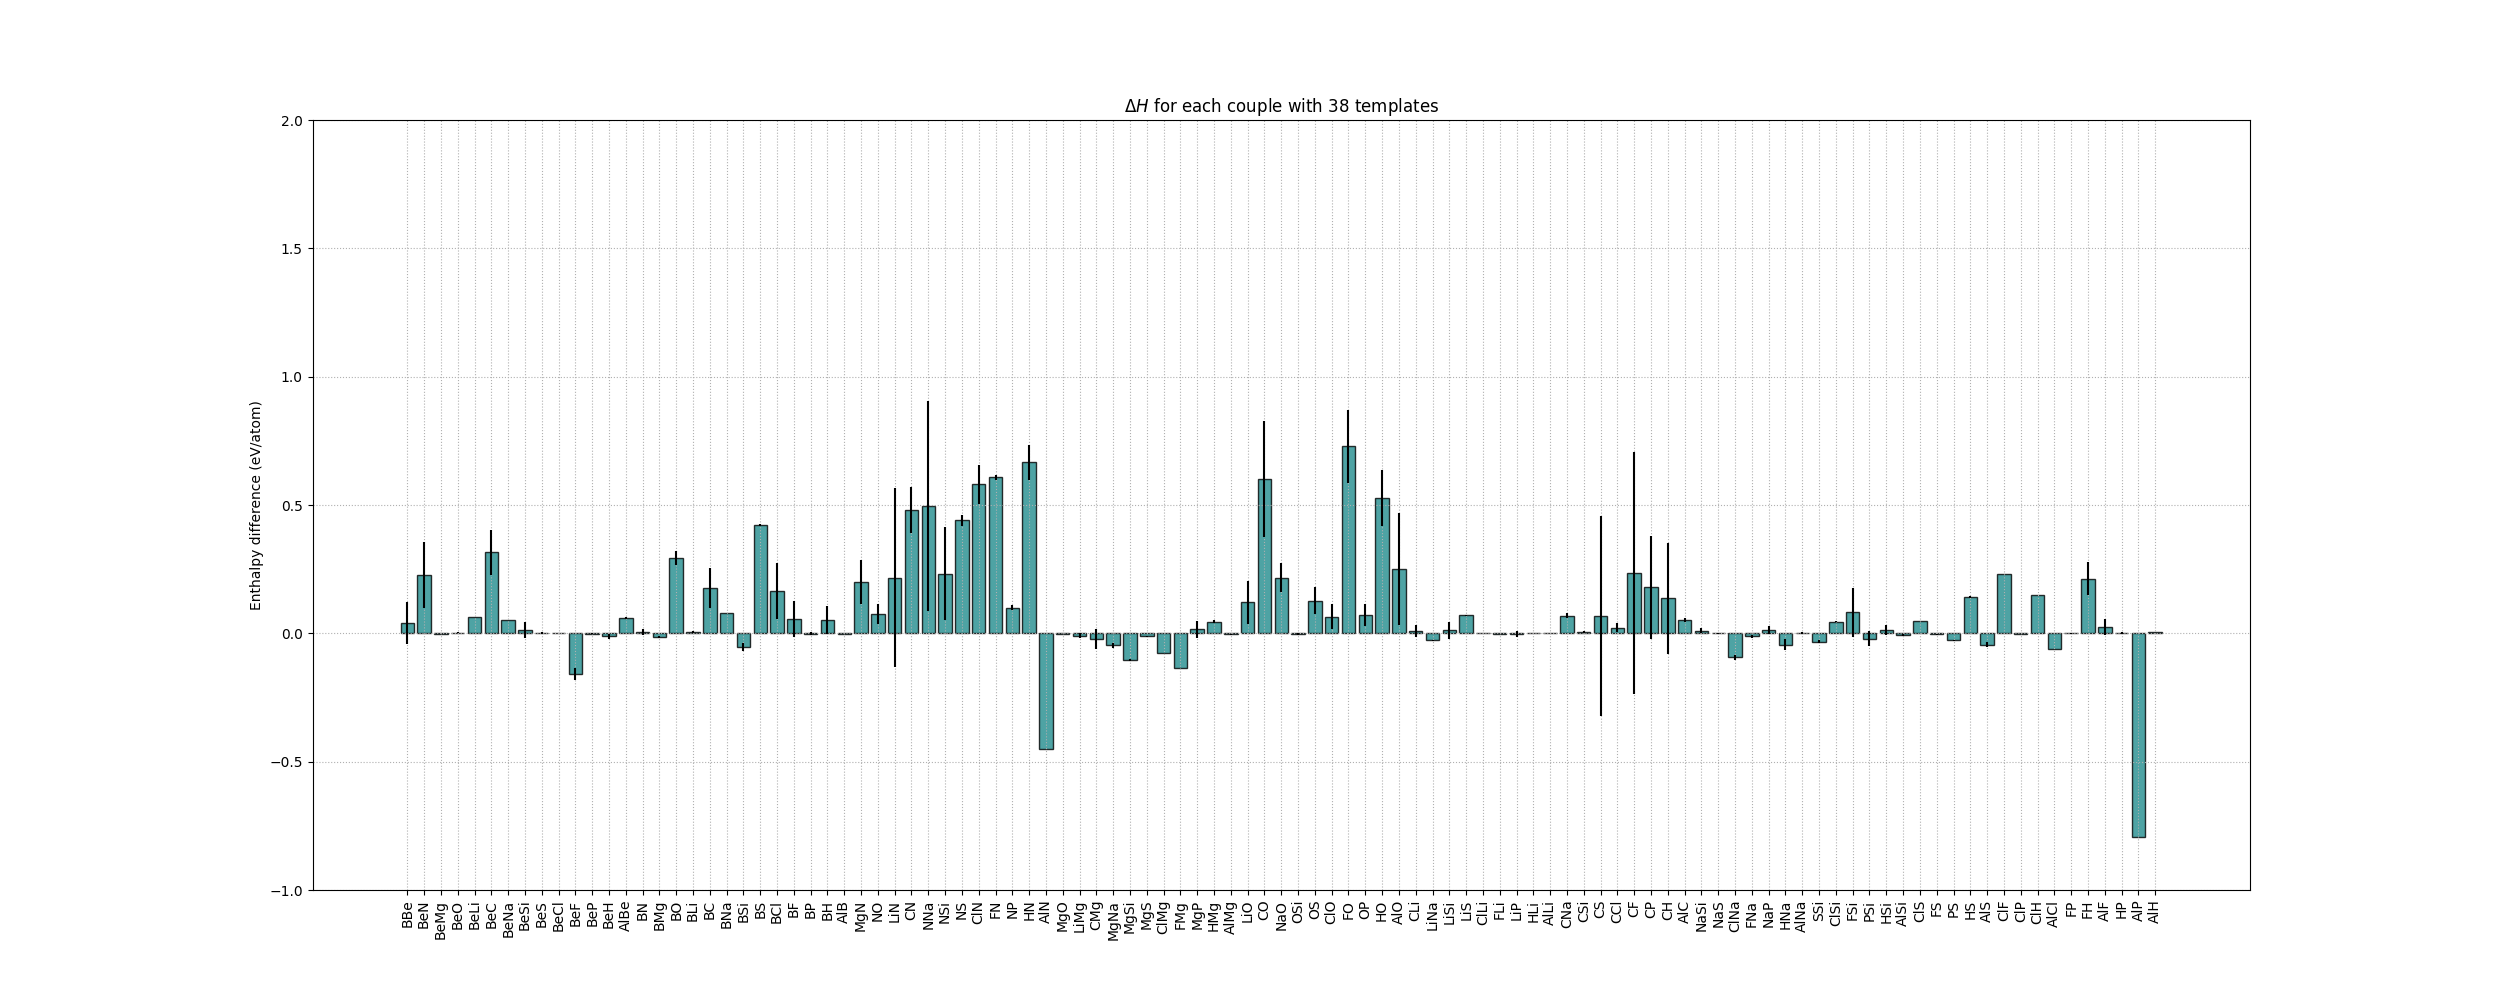 ΔH for each couple with 38 templates
Enthalpy difference (eV/atom)
2.0
1.5
1.0
0.5
0.0
−0.5
−1.0
BBe
BeN
BeMg
BeO
BeLi
BeC
BeNa
BeSi
BeS
BeCl
BeF
BeP
BeH
AlBe
BN
BMg
BO
BLi
BC
BNa
BSi
BS
BCl
BF
BP
BH
AlB
MgN
NO
LiN
CN
NNa
NSi
NS
ClN
FN
NP
HN
AlN
MgO
LiMg
CMg
MgNa
MgSi
MgS
ClMg
FMg
MgP
HMg
AlMg
LiO
CO
NaO
OSi
OS
ClO
FO
OP
HO
AlO
CLi
LiNa
LiSi
LiS
ClLi
FLi
LiP
HLi
AlLi
CNa
CSi
CS
CCl
CF
CP
CH
AlC
NaSi
NaS
ClNa
FNa
NaP
HNa
AlNa
SSi
ClSi
FSi
PSi
HSi
AlSi
ClS
FS
PS
HS
AlS
ClF
ClP
ClH
AlCl
FP
FH
AlF
HP
AlP
AlH